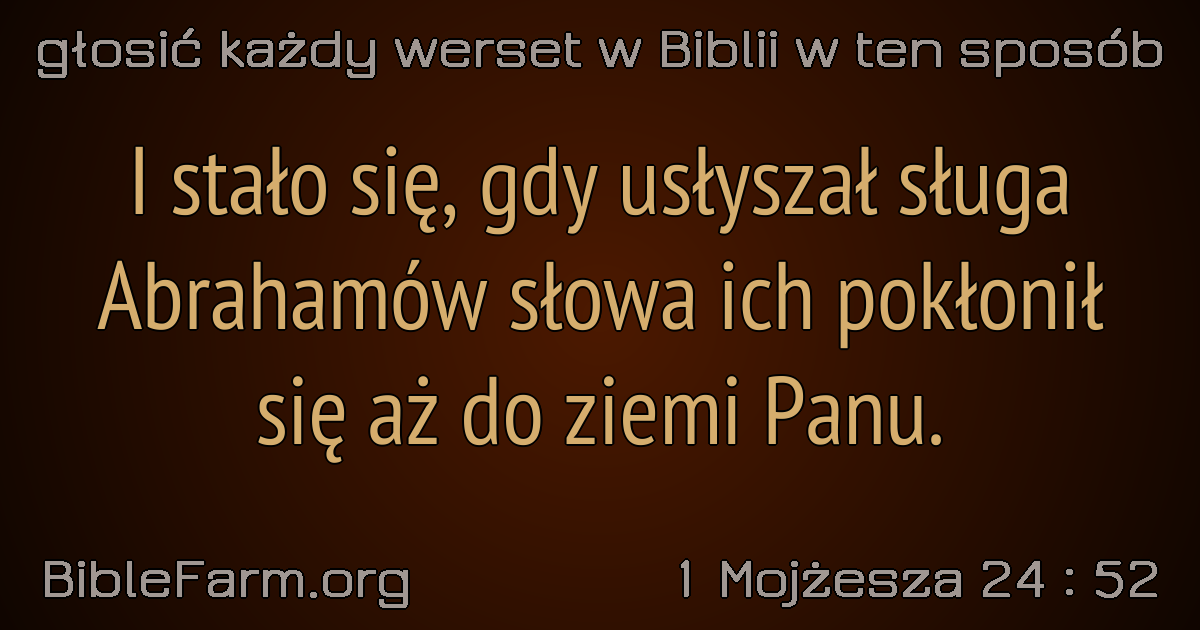 głosić każdy werset w Biblii w ten sposób
I stało się, gdy usłyszał sługa
Abrahamów słowa ich pokłonił
się aż do ziemi Panu.
BibleFarm.org
1 Mojżesza 24 : 52